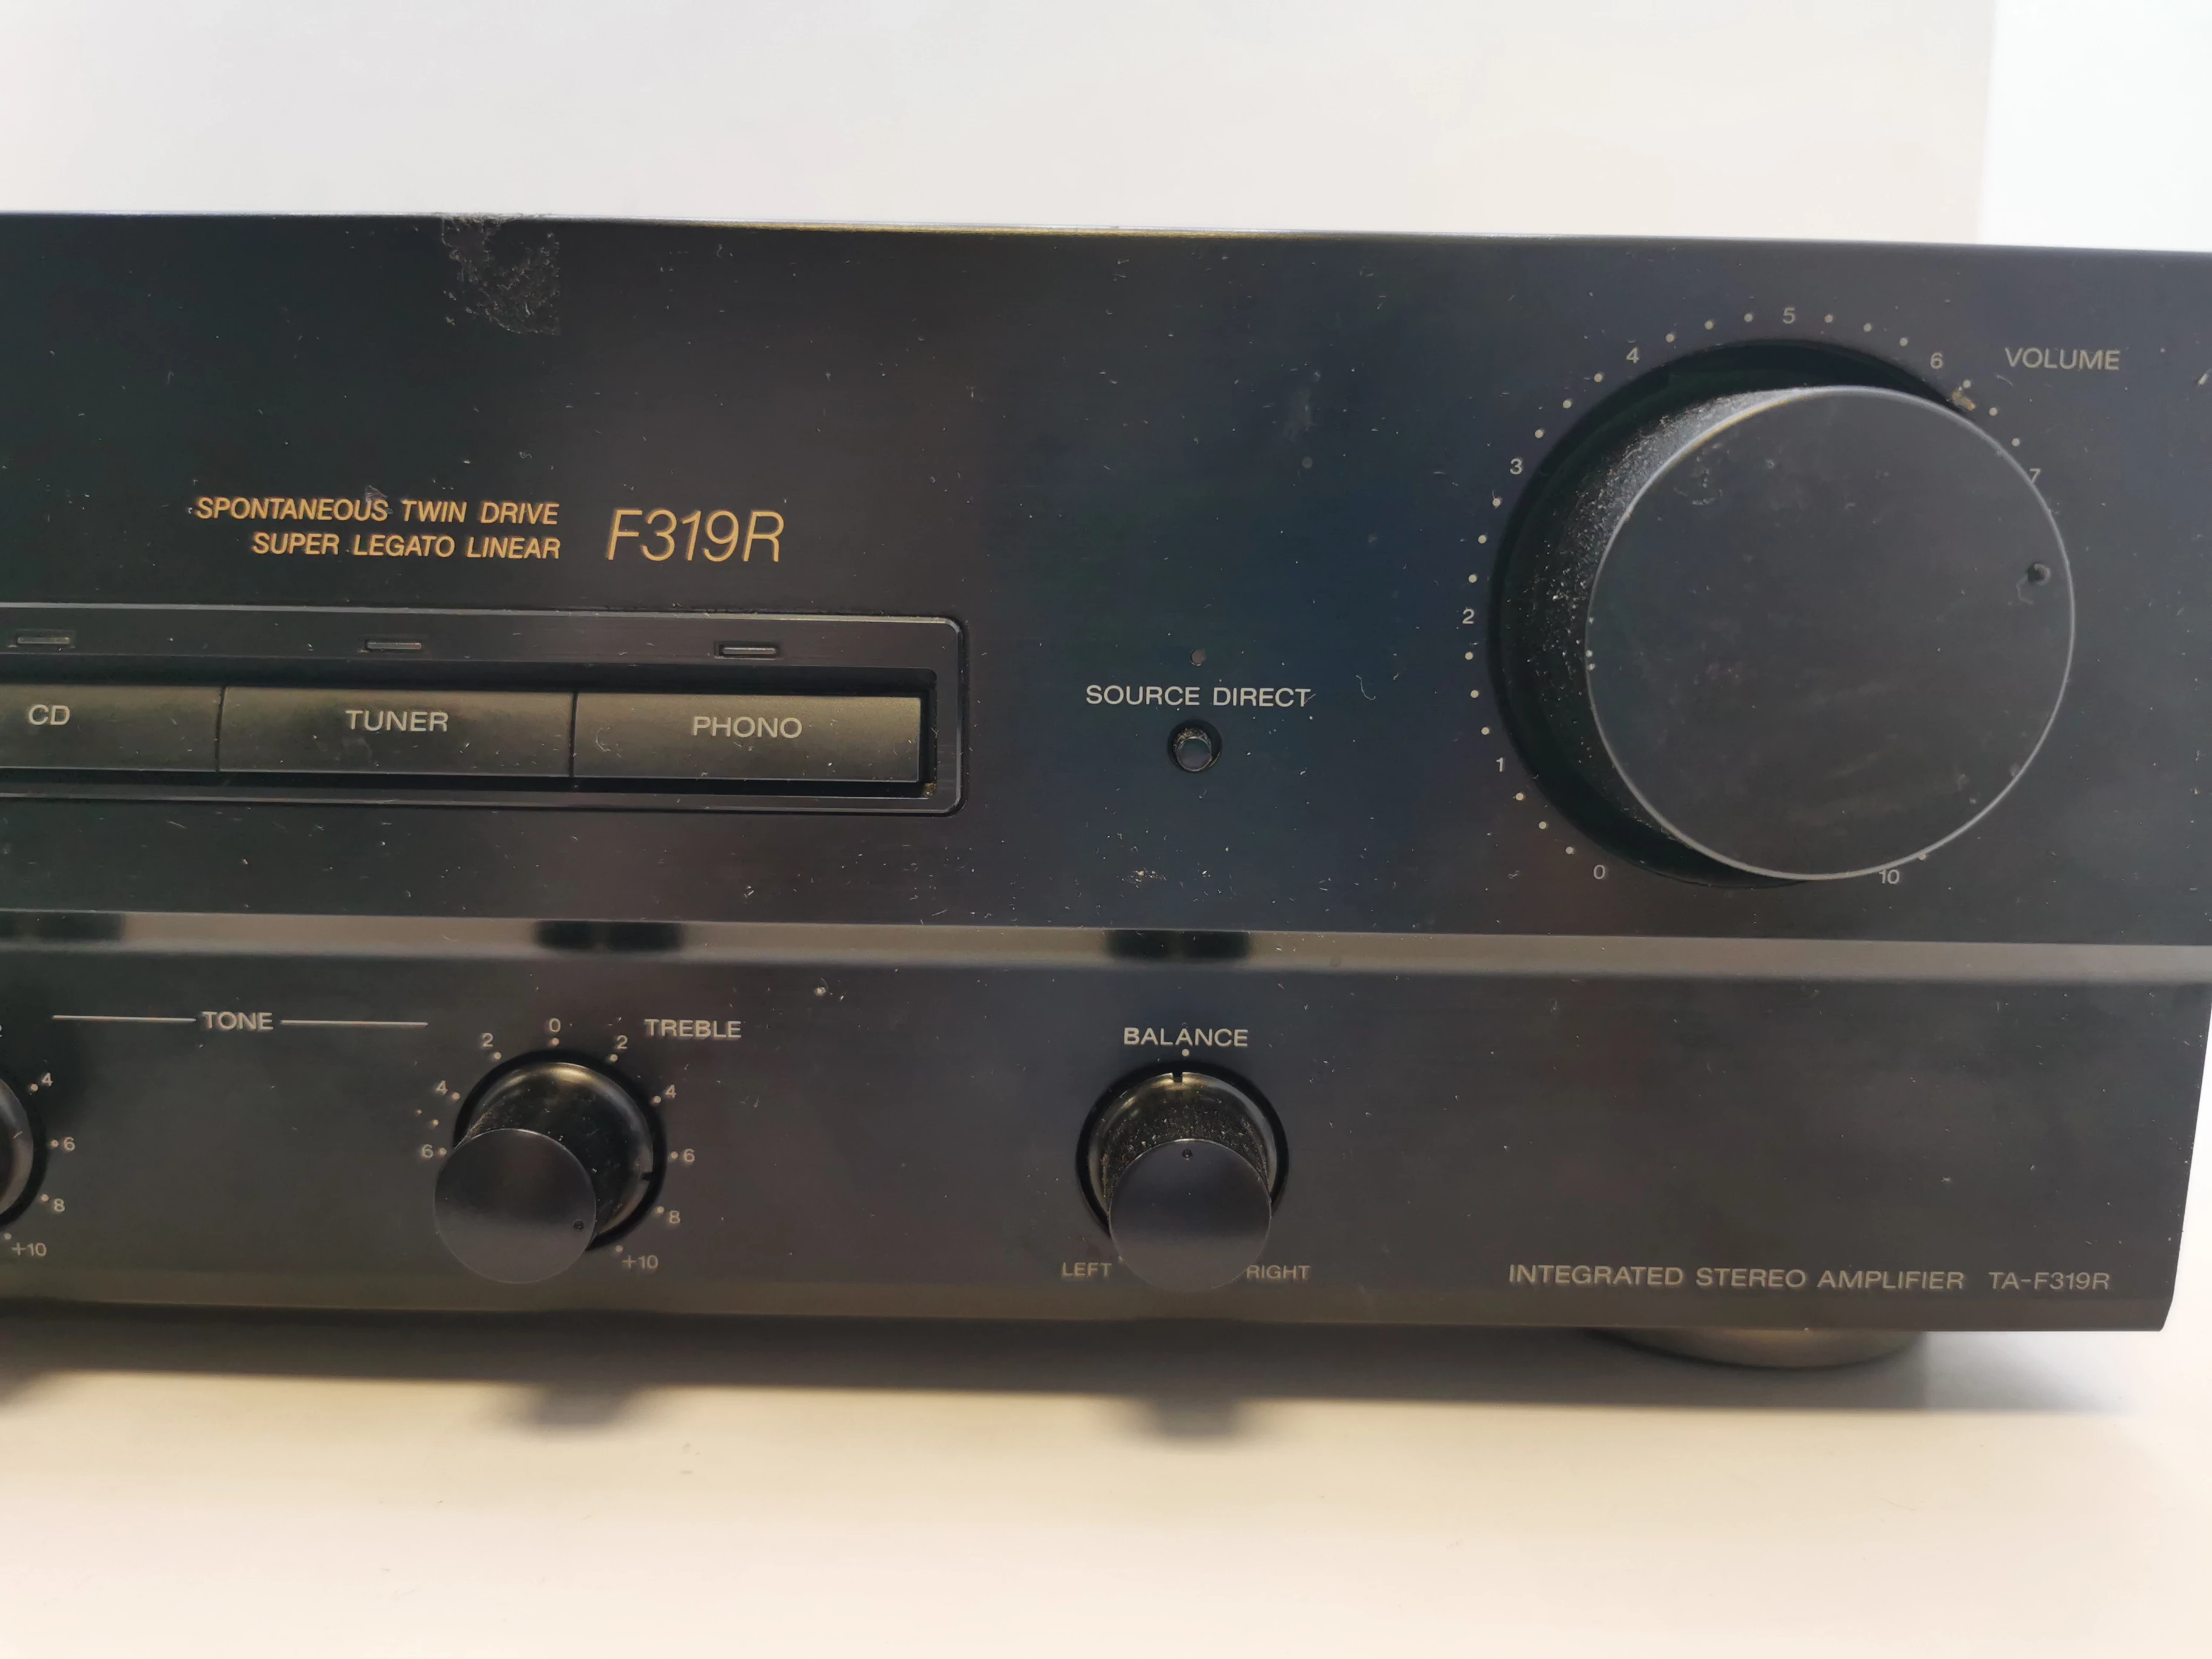 5
4
6
VOLUME
3
7
SPONTANEOUS TWIN DRIVE
SUPER LEGATO LINEAR
F319R
2
SOURCE DIRECT
CD
TUNER
PHONO
1
0
10
TONE
TREBLE
0
2
2
4
4
6
6
8
+10
BALANCE
LEFT
RIGHT
4
6
8
+10
INTEGRATED STEREO AMPLIFIER TA-F319R